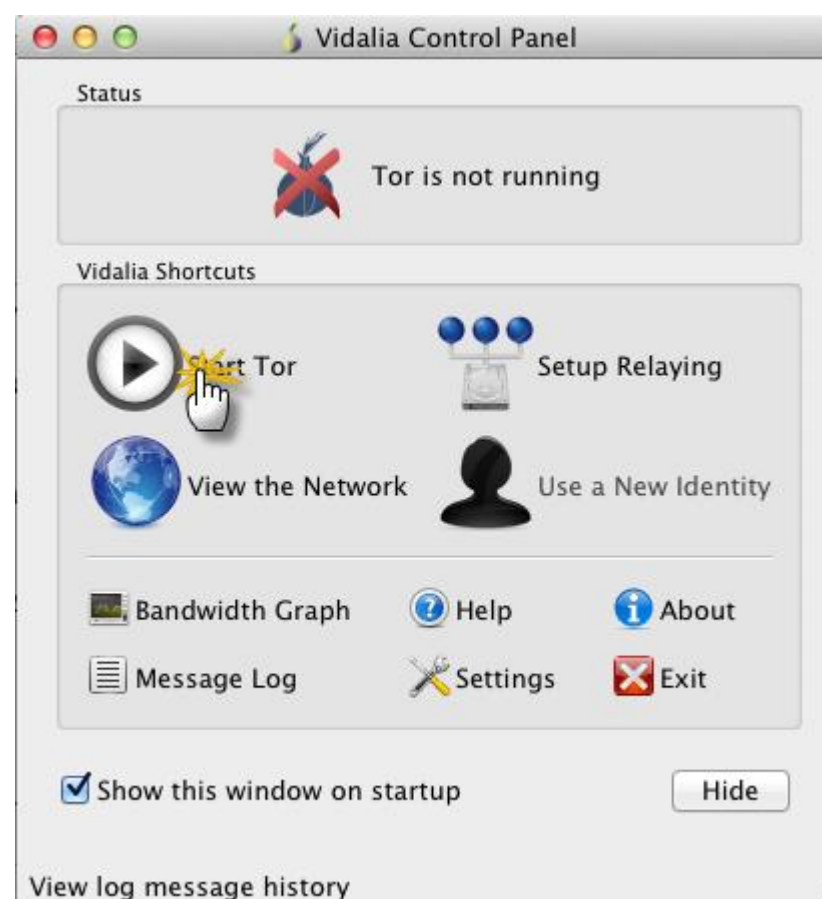 Vidalia Control Panel
Status
Tor is not running
Vidalia Shortcuts
Start Tor
Setup Relaying
View the Network
Use a New Identity
Bandwidth Graph
Help
About
Message Log
Settings
Exit
Show this window on startup
Hide
View log message history